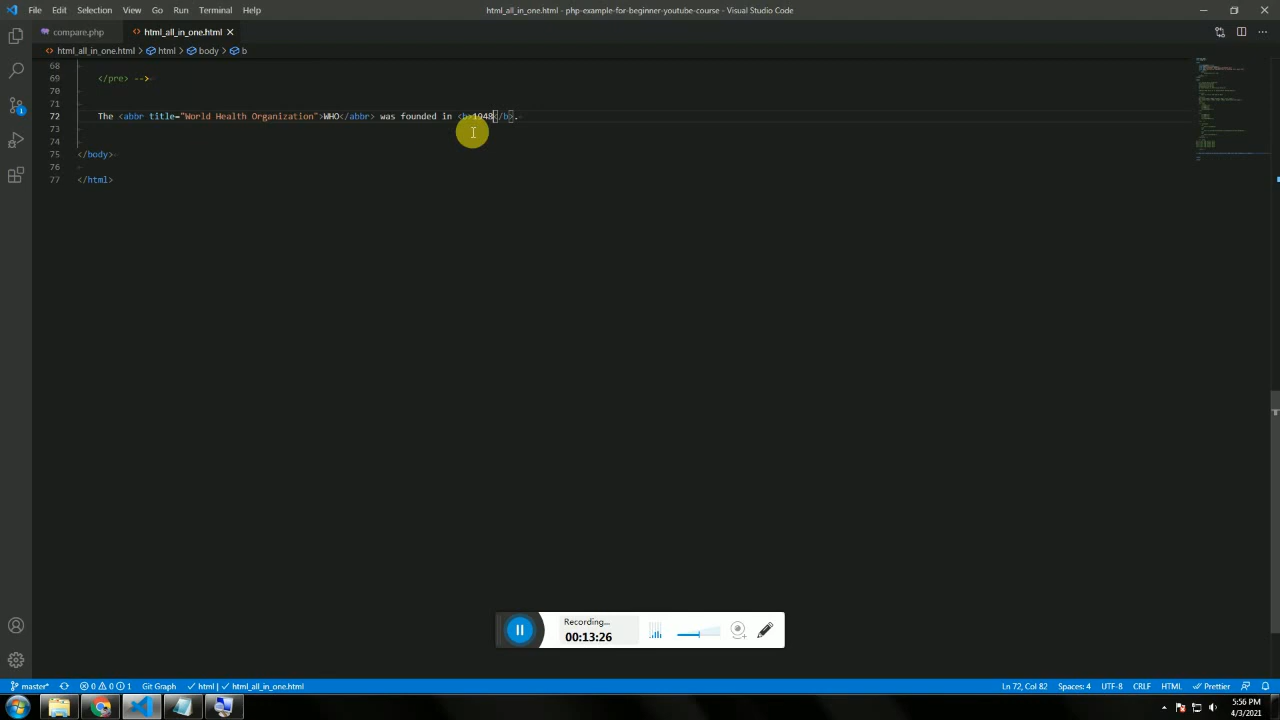 File Edit Selection View Go Run Terminal Help
html_all_in_one.html - php-example-for-beginner-youtube-course - Visual Studio Code
compare.php
html_all_in_one.html
html_all_in_one.html > html > body > b
68
69 </pre> -->
70
71
72 The <abbr title="World Health Organization">WHO</abbr> was founded in <b>1948</b>.
73
74
75 </body>
76
77 </html>
1
Recording...
00:13:26
master* 0 0 1 Git Graph html | html_all_in_one.html Ln 72, Col 82 Spaces: 4 UTF-8 CRLF HTML Prettier
5:56 PM
4/3/2021